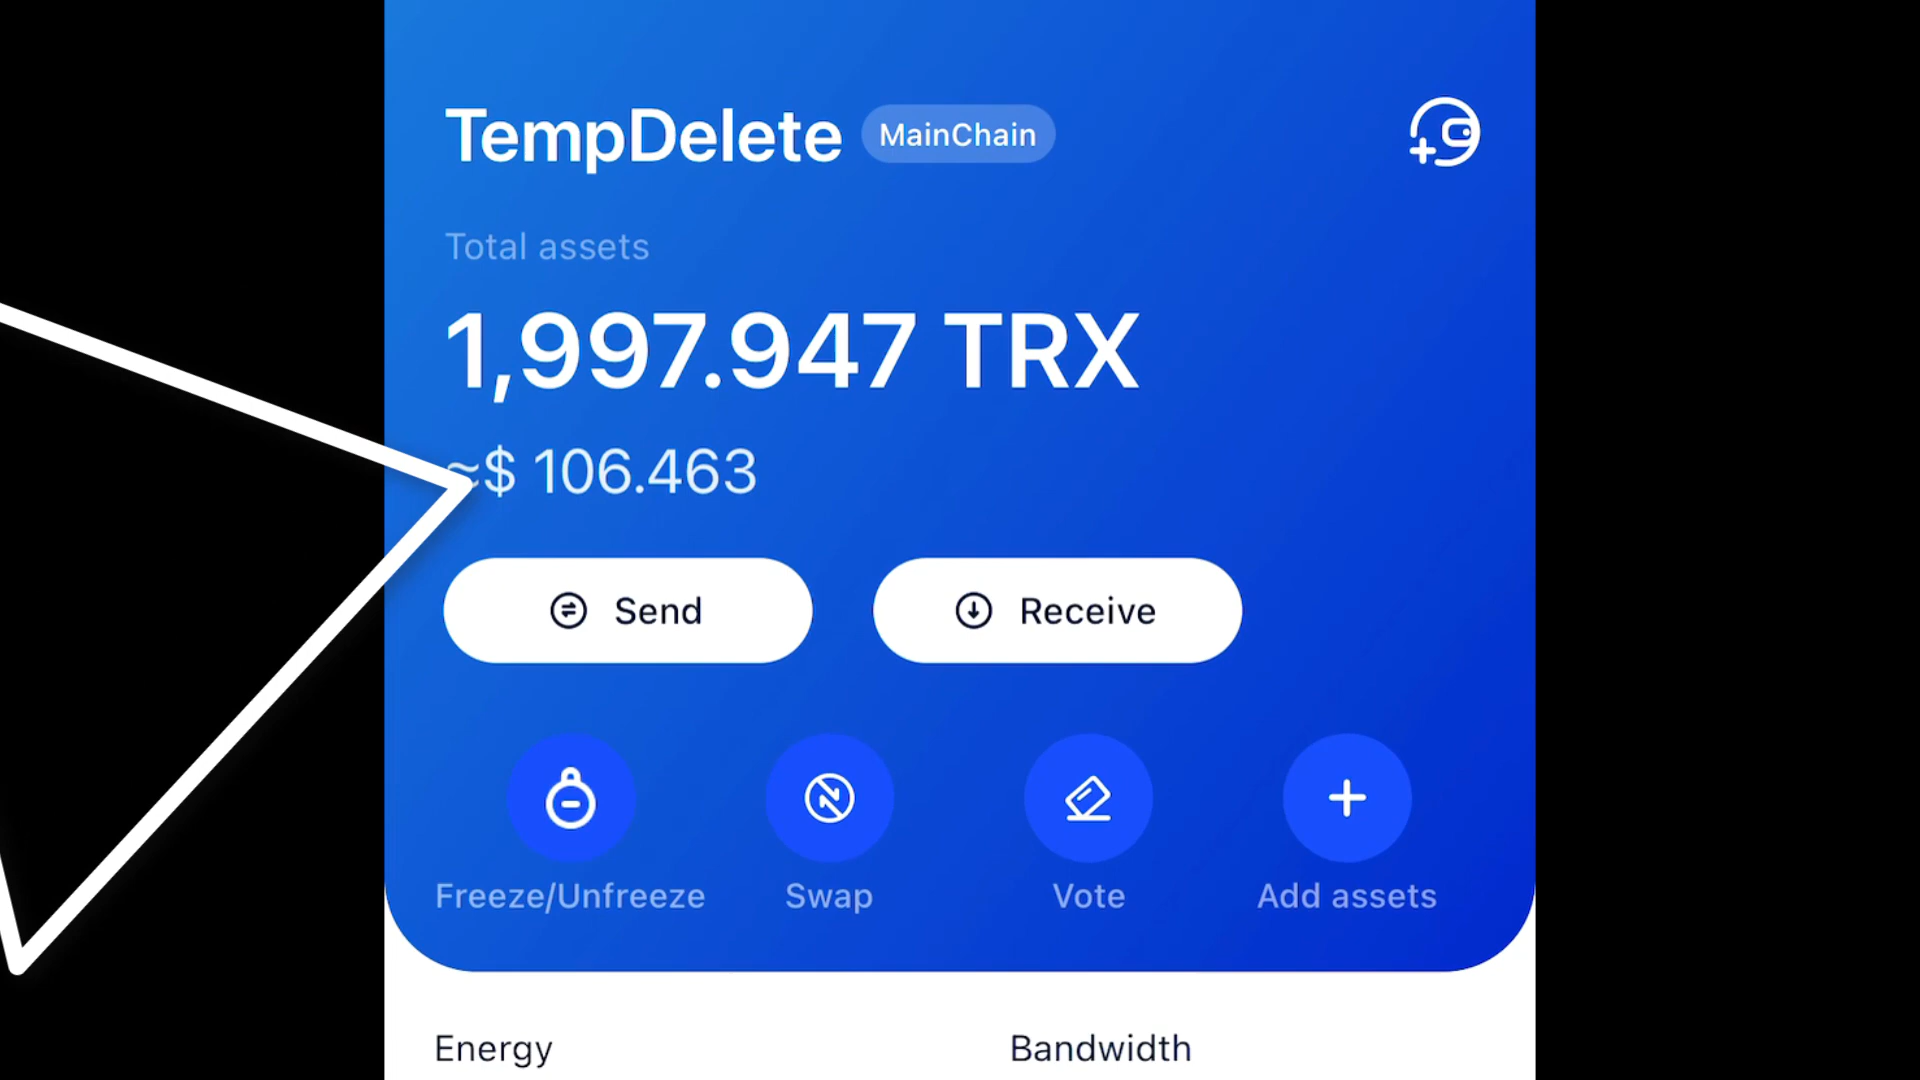 TempDelete MainChain
Total assets
1,997.947 TRX
≈$ 106.463
Send Receive
Freeze/Unfreeze Swap Vote Add assets
Energy Bandwidth